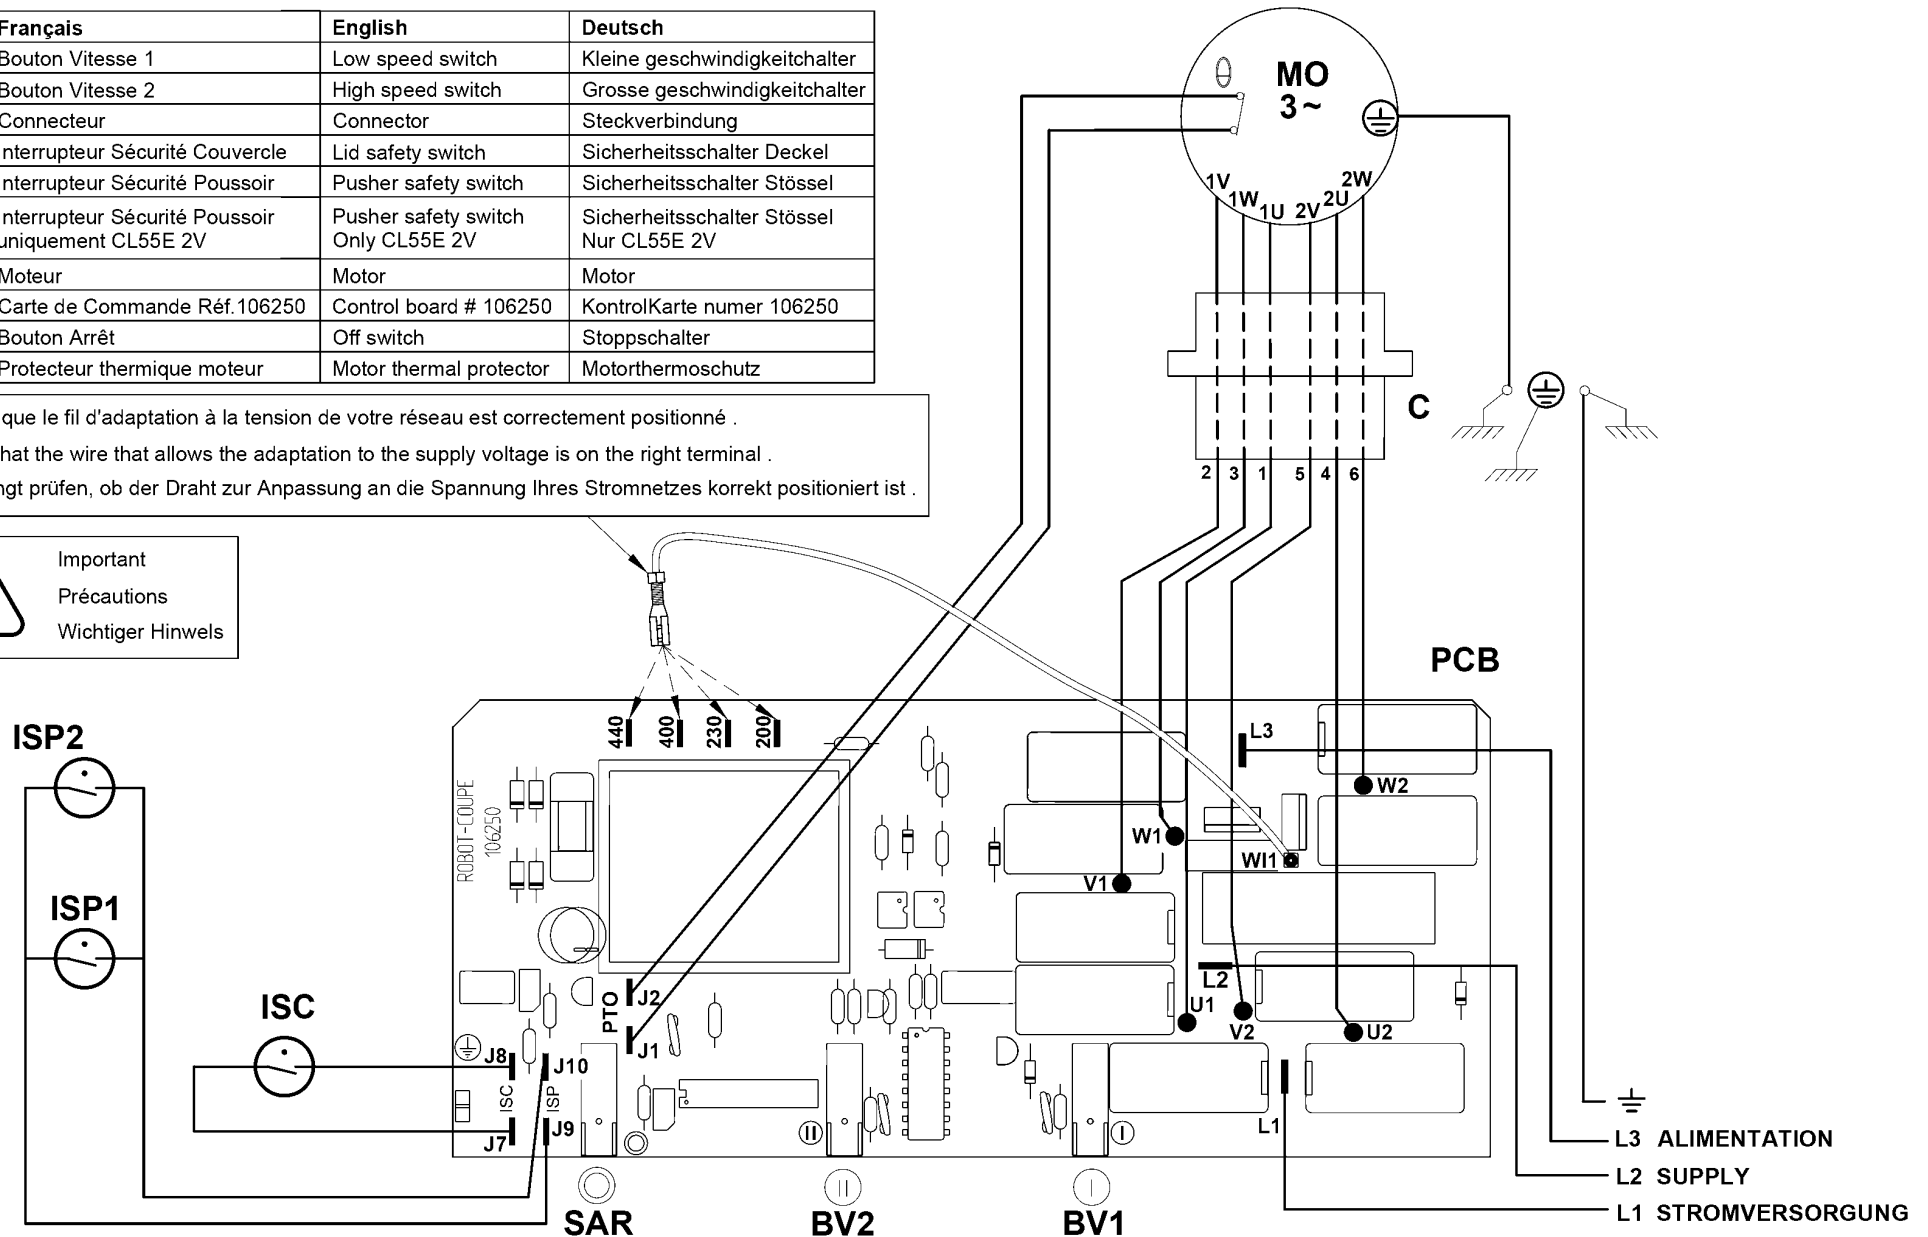 Français English Deutsch
Bouton Vitesse 1 Low speed switch Kleine geschwindigkeitchalter
Bouton Vitesse 2 High speed switch Grosse geschwindigkeitchalter
Connecteur Connector Steckverbindung
nterrupteur Sécurité Couvercle Lid safety switch Sicherheitsschalter Deckel
nterrupteur Sécurité Poussoir Pusher safety switch Sicherheitsschalter Stössel
nterrupteur Sécurité Poussoir Pusher safety switch Sicherheitsschalter Stössel
uniquement CL55E 2V Only CL55E 2V Nur CL55E 2V
Moteur Motor Motor
Carte de Commande Réf.106250 Control board # 106250 KontrolKarte numer 106250
Bouton Arrêt Off switch Stoppschalter
Protecteur thermique moteur Motor thermal protector Motorthermoschutz
que le fil d'adaptation à la tension de votre réseau est correctement positionné .
hat the wire that allows the adaptation to the supply voltage is on the right terminal .
ngt prüfen, ob der Draht zur Anpassung an die Spannung Ihres Stromnetzes korrekt positioniert ist .
Important
Précautions
Wichtiger Hinwels
MO
3 ~
1V 1W 1U 2V 2U 2W
C
2 3 1 5 4 6
PCB
ISP2
440 400 230 200
L3
ROBOT-COUPE
106250
W2
W1
WI1
V1
ISP1
ISC
PTO
J2
J1
L2
U1
V2
U2
J8
J10
ISC
ISP
J7
J9
II
I
L1
SAR
II
BV2
I
BV1
L3 ALIMENTATION
L2 SUPPLY
L1 STROMVERSORGUNG